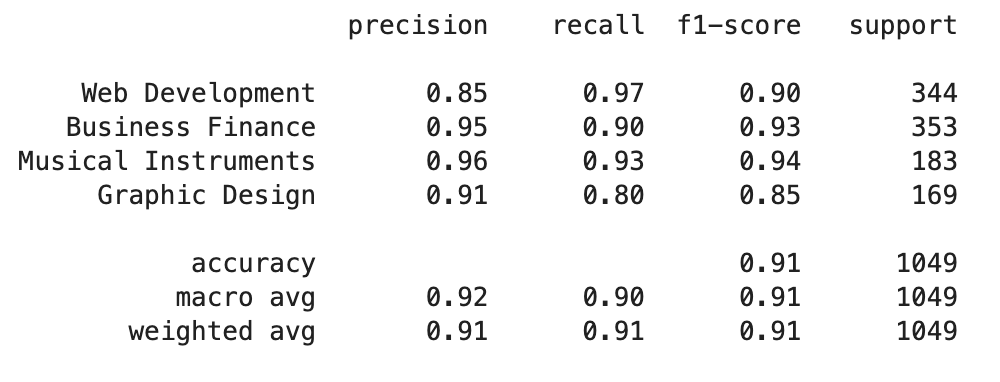 precision recall f1-score support
Web Development 0.85 0.97 0.90 344
Business Finance 0.95 0.90 0.93 353
Musical Instruments 0.96 0.93 0.94 183
Graphic Design 0.91 0.80 0.85 169
accuracy 0.91 1049
macro avg 0.92 0.90 0.91 1049
weighted avg 0.91 0.91 0.91 1049